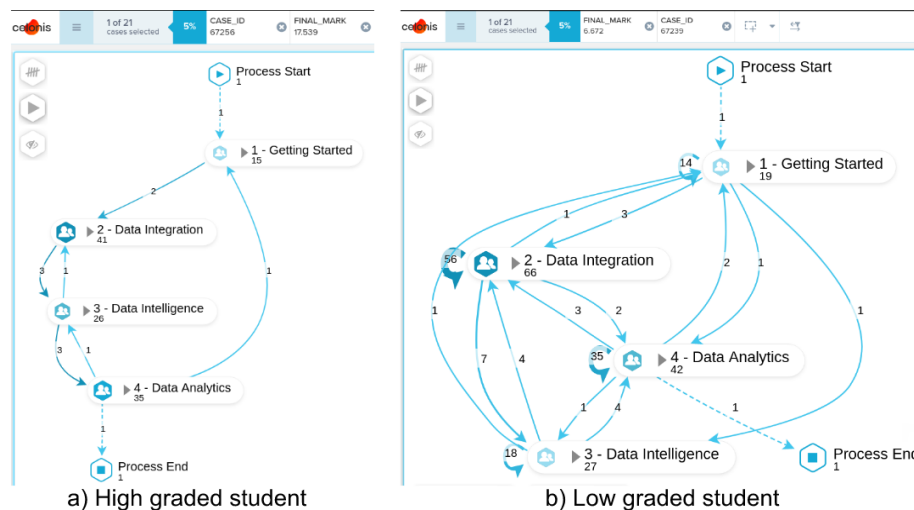 celonis
1 of 21
cases selected
5%
CASE_ID
67256
FINAL_MARK
17.539
Process Start
1
1
1 - Getting Started
15
2
2 - Data Integration
41
3
1
1
3 - Data Intelligence
26
3
1
4 - Data Analytics
35
1
Process End
1
a) High graded student
celonis
1 of 21
cases selected
5%
FINAL_MARK
6.672
CASE_ID
67239
Process Start
1
1
14
1 - Getting Started
19
1
3
56
2 - Data Integration
66
2
1
1
3
2
1
7
4
35
4 - Data Analytics
42
1
4
1
18
3 - Data Intelligence
27
Process End
1
b) Low graded student